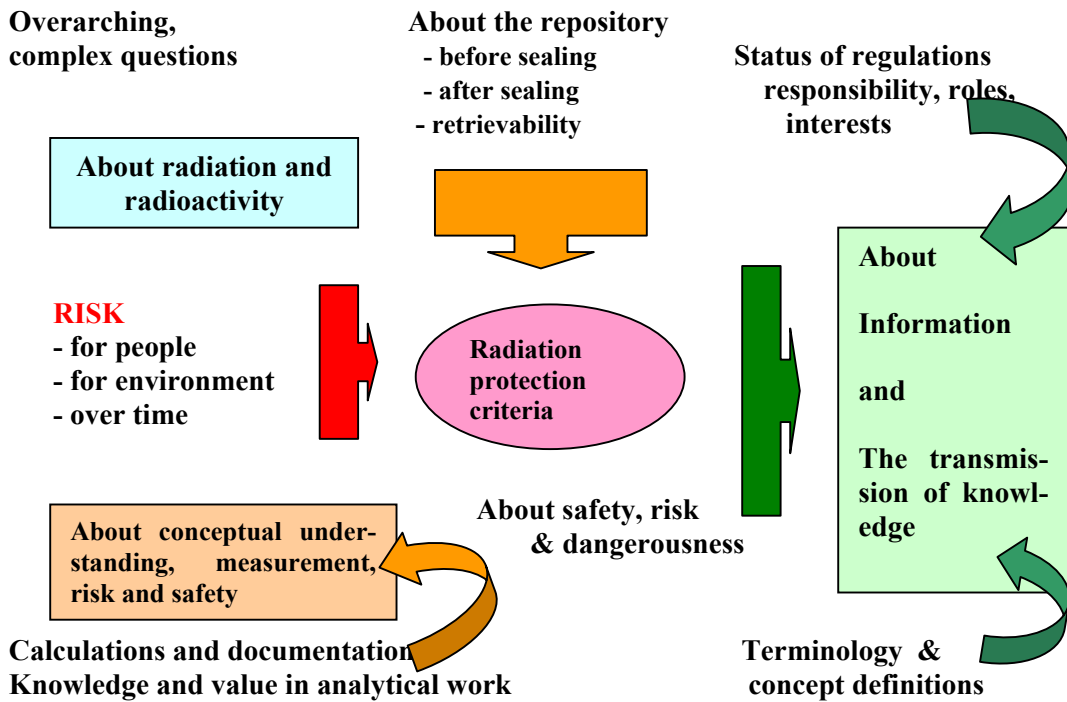 Overarching,
complex questions
About the repository
- before sealing
- after sealing
- retrievability
Status of regulations
responsibility, roles,
interests
About radiation and
radioactivity
RISK
- for people
- for environment
- over time
Radiation
protection
criteria
About
Information
and
The transmis-
sion of knowl-
edge
About safety, risk
& dangerousness
About conceptual under-
standing, measurement,
risk and safety
Calculations and documentation
Knowledge and value in analytical work
Terminology &
concept definitions